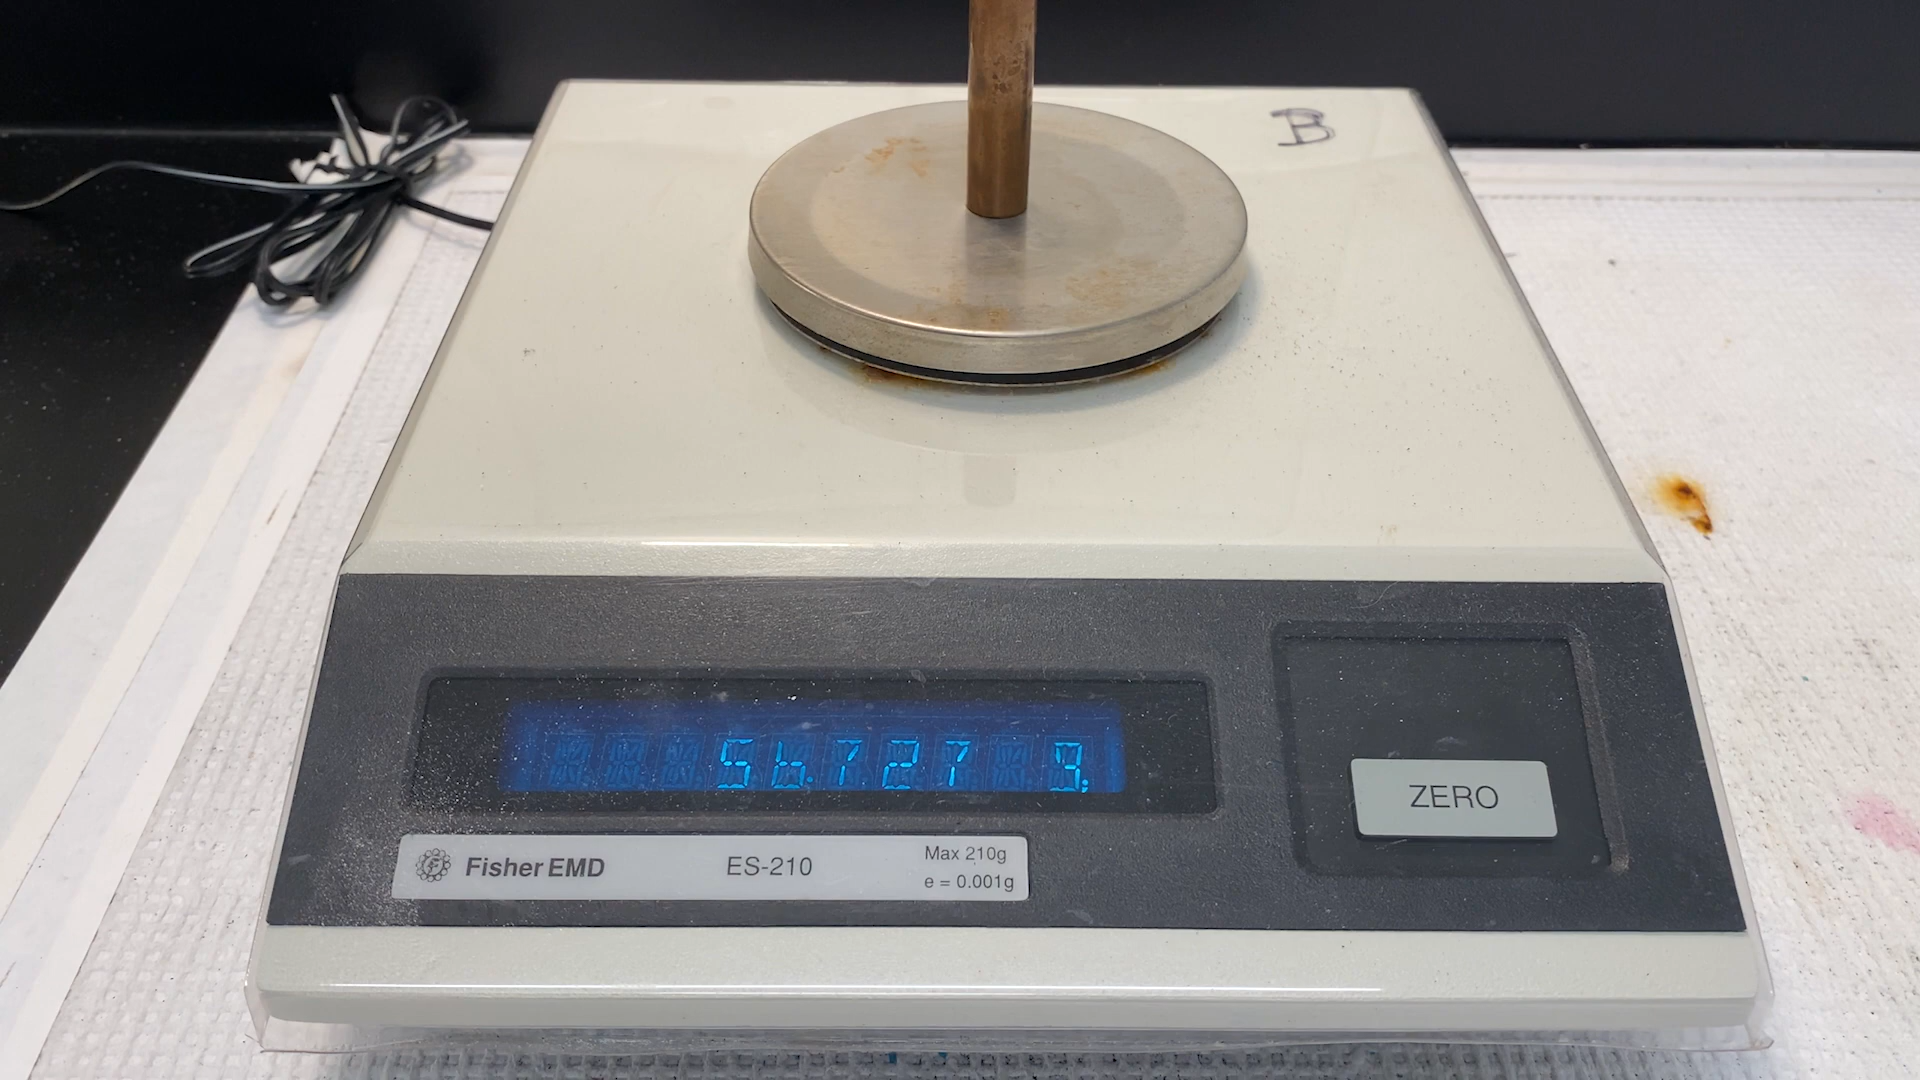 B
56.727 g.
ZERO
Fisher EMD ES-210 Max 210g
e = 0.001g